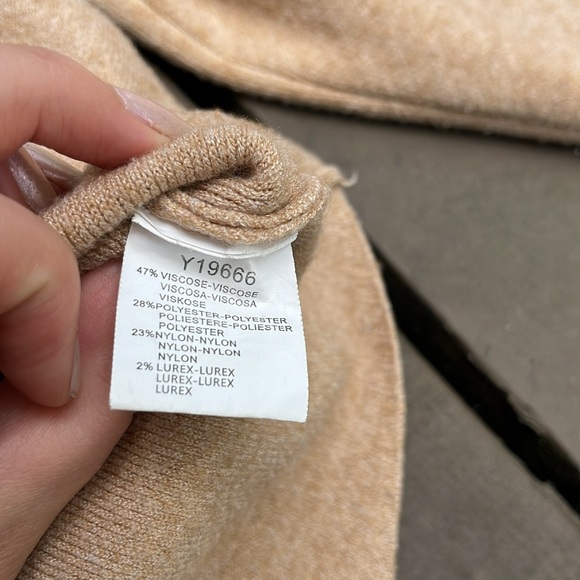 Y19666
47% VISCOSE-VISCOSE
VISCOSA-VISCOSA
VISKOSE
28%POLYESTER-POLYESTER
POLIESTERE-POLIESTER
POLYESTER
23%NYLON-NYLON
NYLON-NYLON
NYLON
2% LUREX-LUREX
LUREX-LUREX
LUREX